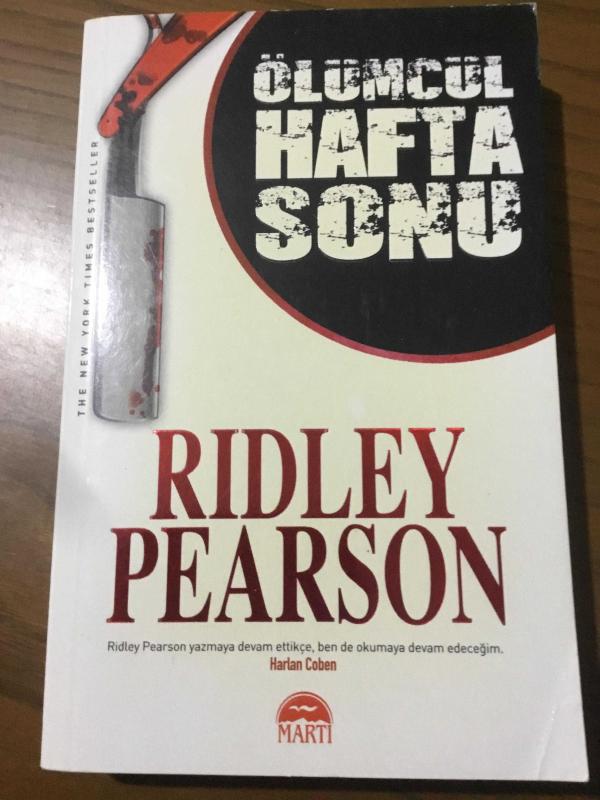 ÖLÜMCÜL
HAFTA
SONU
THE NEW YORK TIMES BESTSELLER
RIDLEY
PEARSON
Ridley Pearson yazmaya devam ettikçe, ben de okumaya devam edeceğim.
Harlan Coben
MARTI